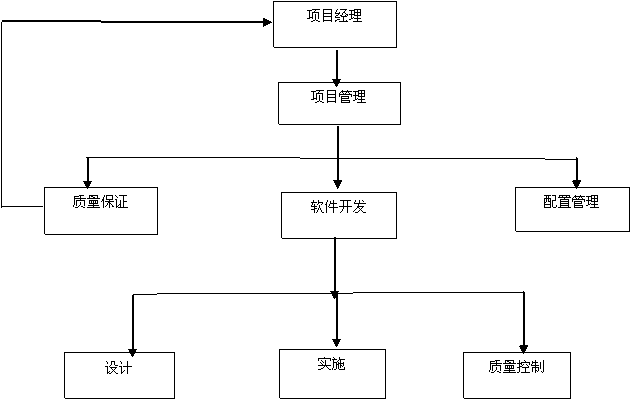 项目经理
项目管理
质量保证
软件开发
配置管理
设计
实施
质量控制